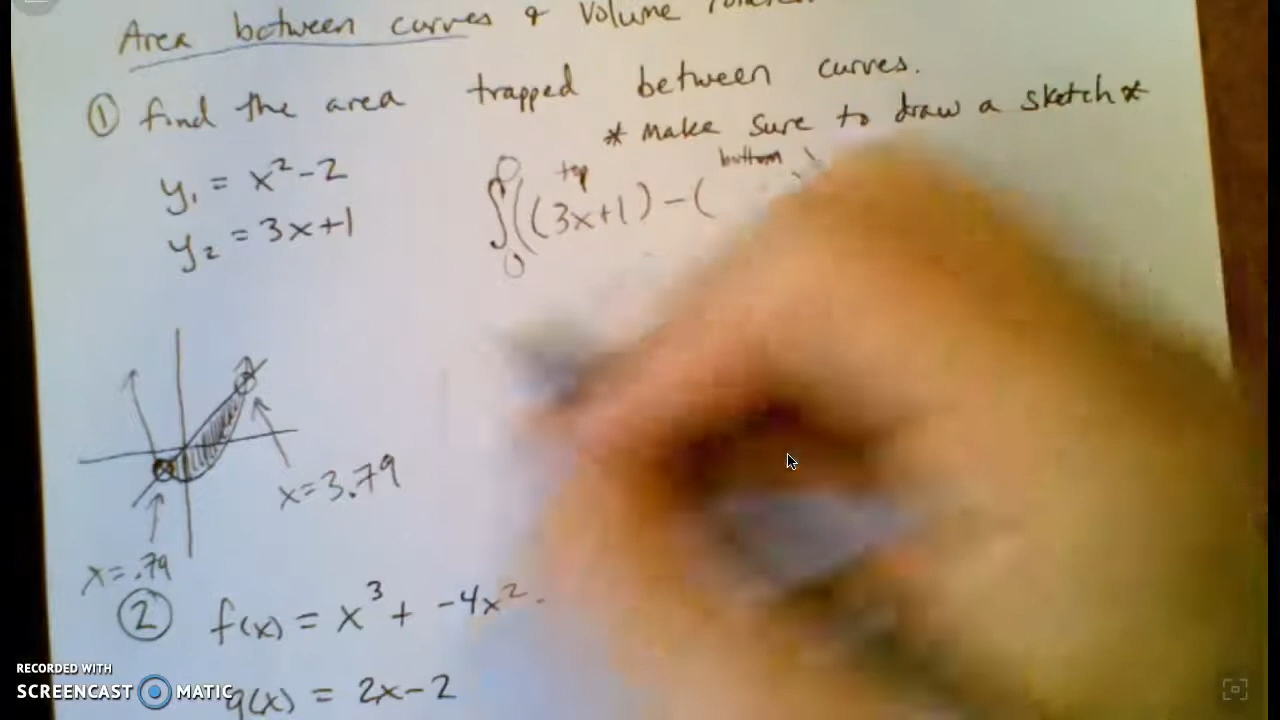 Area between curves & Volume
① find the area trapped between curves.
* Make sure to draw a sketch *
y₁ = x² - 2
y₂ = 3x+1
top
bottom
∫((3x+1) - (
x = 3.79
x = .79
② f(x) = x³ + -4x²
g(x) = 2x - 2
RECORDED WITH
SCREENCAST MATIC